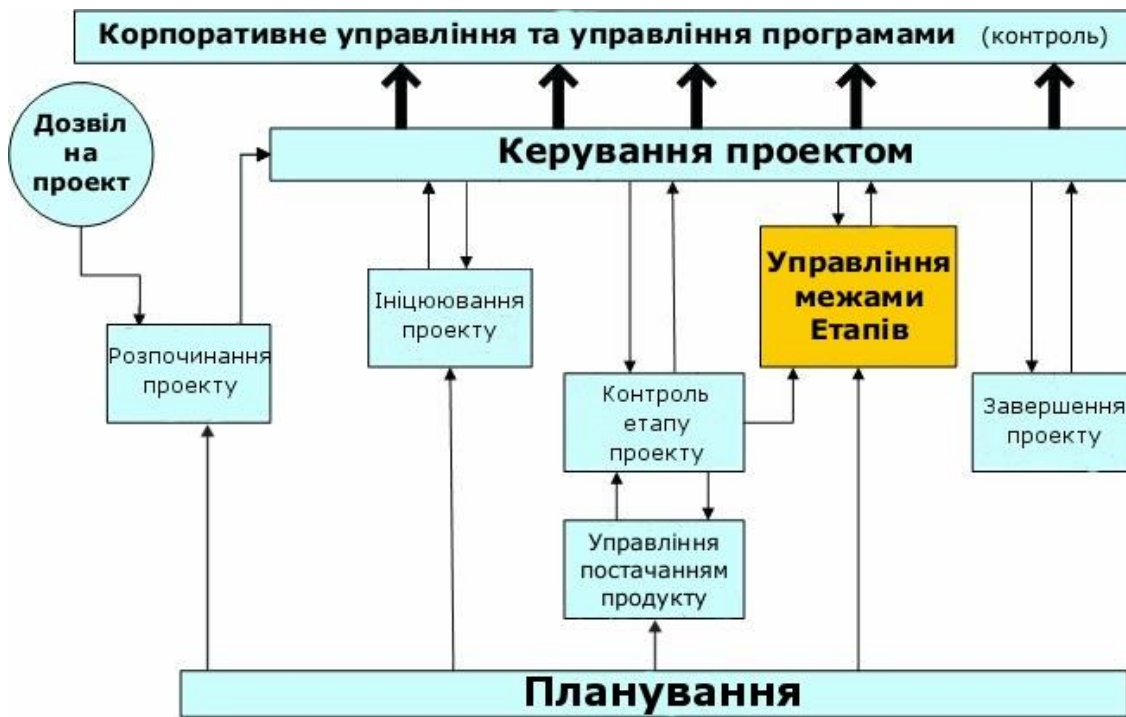 Корпоративне управління та управління програмами (контроль)
Дозвіл
на
проект
Керування проектом
Управління
межами
Етапів
Ініцюювання
проекту
Розпочинання
проекту
Контроль
етапу
проекту
Завершення
проекту
Управління
постачанням
продукту
Планування